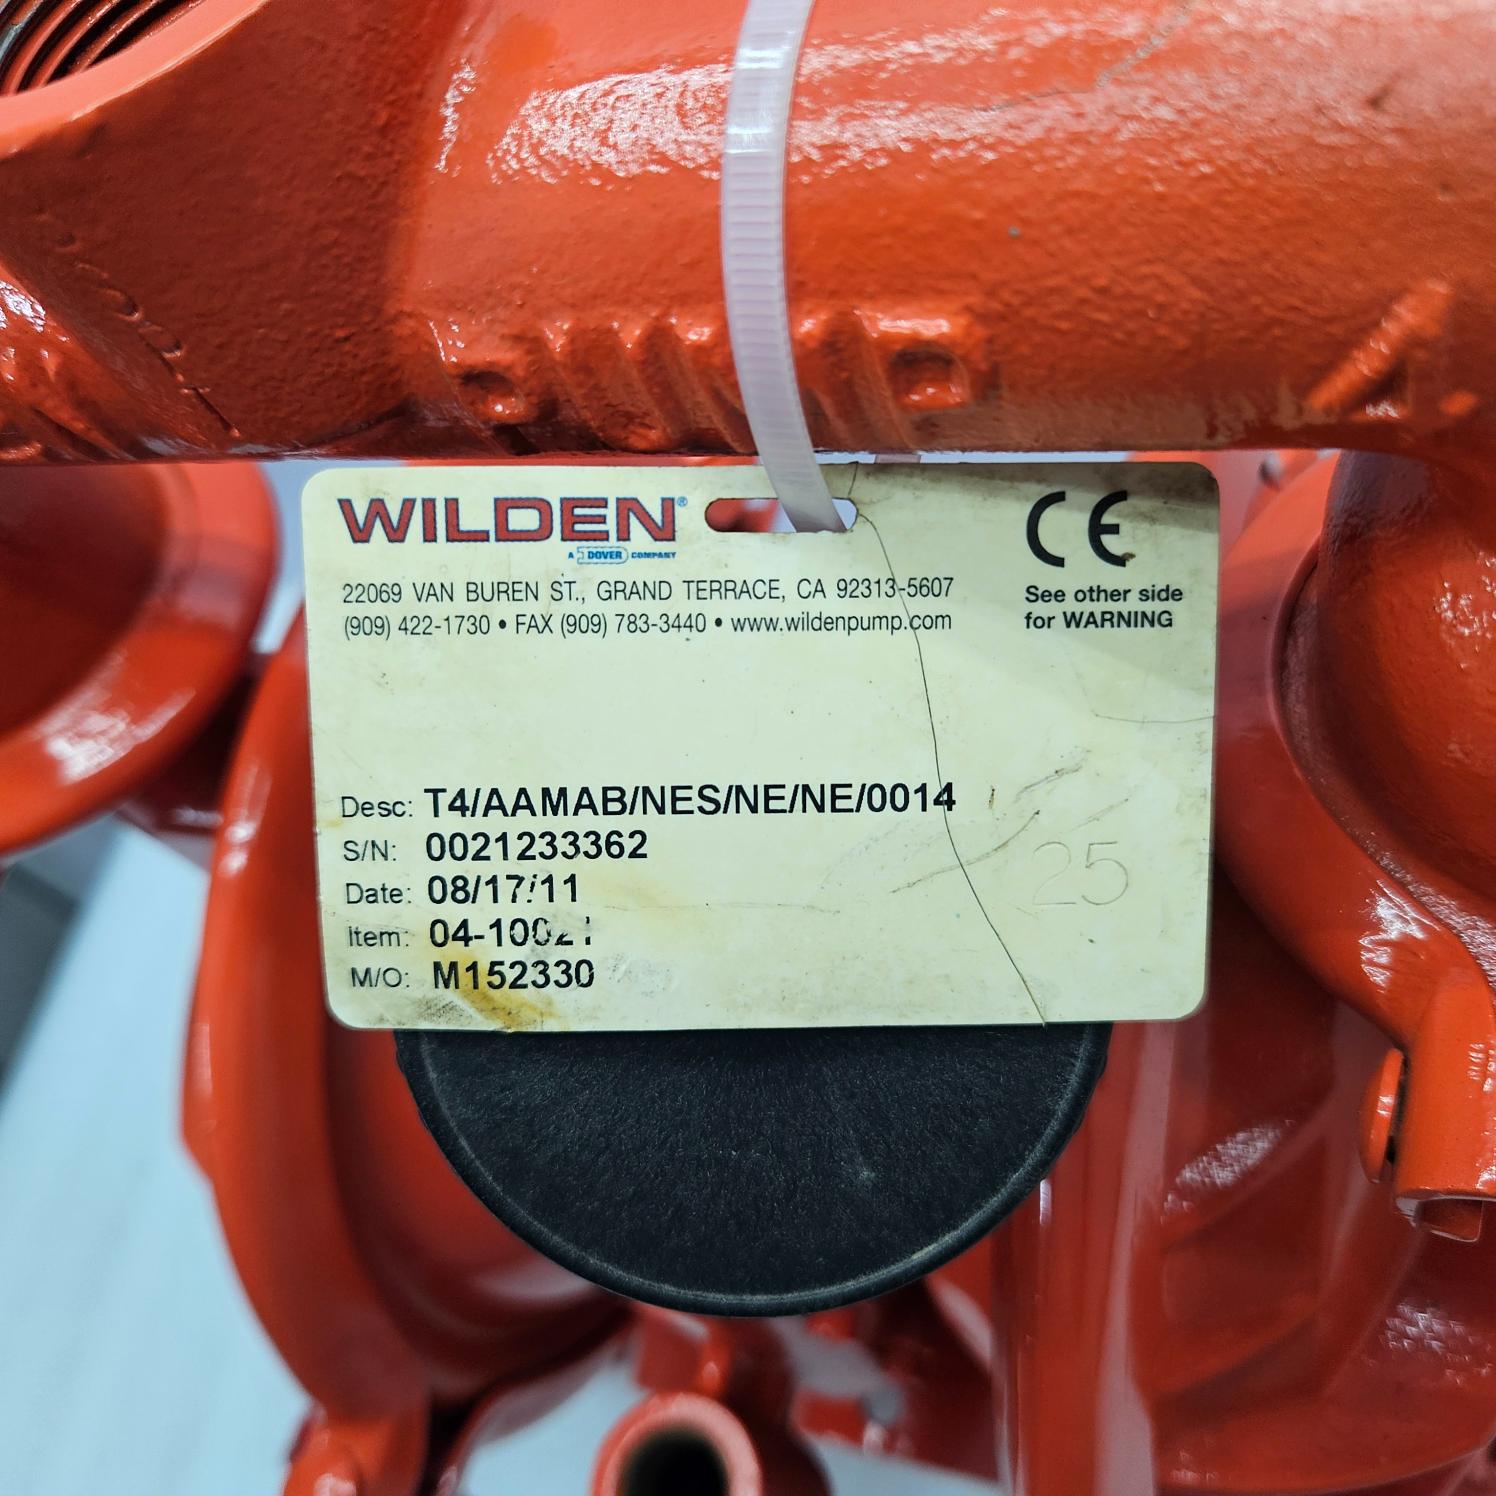 WILDEN®
A DOVER COMPANY
CE
22069 VAN BUREN ST., GRAND TERRACE, CA 92313-5607
(909) 422-1730 • FAX (909) 783-3440 • www.wildenpump.com
See other side
for WARNING
Desc: T4/AAMAB/NES/NE/NE/0014
S/N: 0021233362
Date: 08/17/11
Item:
M/O: M152330
25